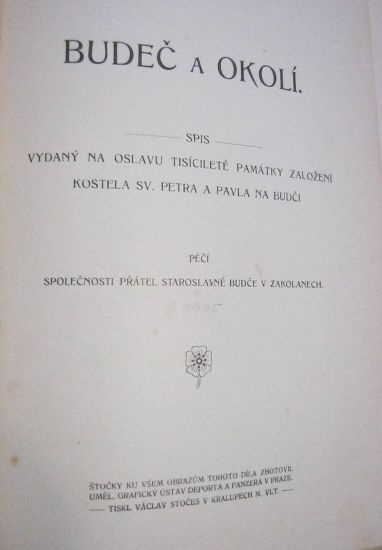 BUDEČ A OKOLÍ.
SPIS
VYDANÝ NA OSLAVU TISÍCILETÉ PAMÁTKY ZALOŽENÍ
KOSTELA SV. PETRA A PAVLA NA BUDČI
PÉČÍ
SPOLEČNOSTI PŘÁTEL STAROSLAVNÉ BUDČE V ZAKOLANECH.
ŠTOČKY KU VŠEM OBRAZŮM TOHOTO DÍLA ZHOTOVIL
UMĚL. GRAFICKÝ ÚSTAV DEPORTA A PANZERA V PRAZE.
TISKL VÁCLAV STOČES V KRALUPECH N. VLT.